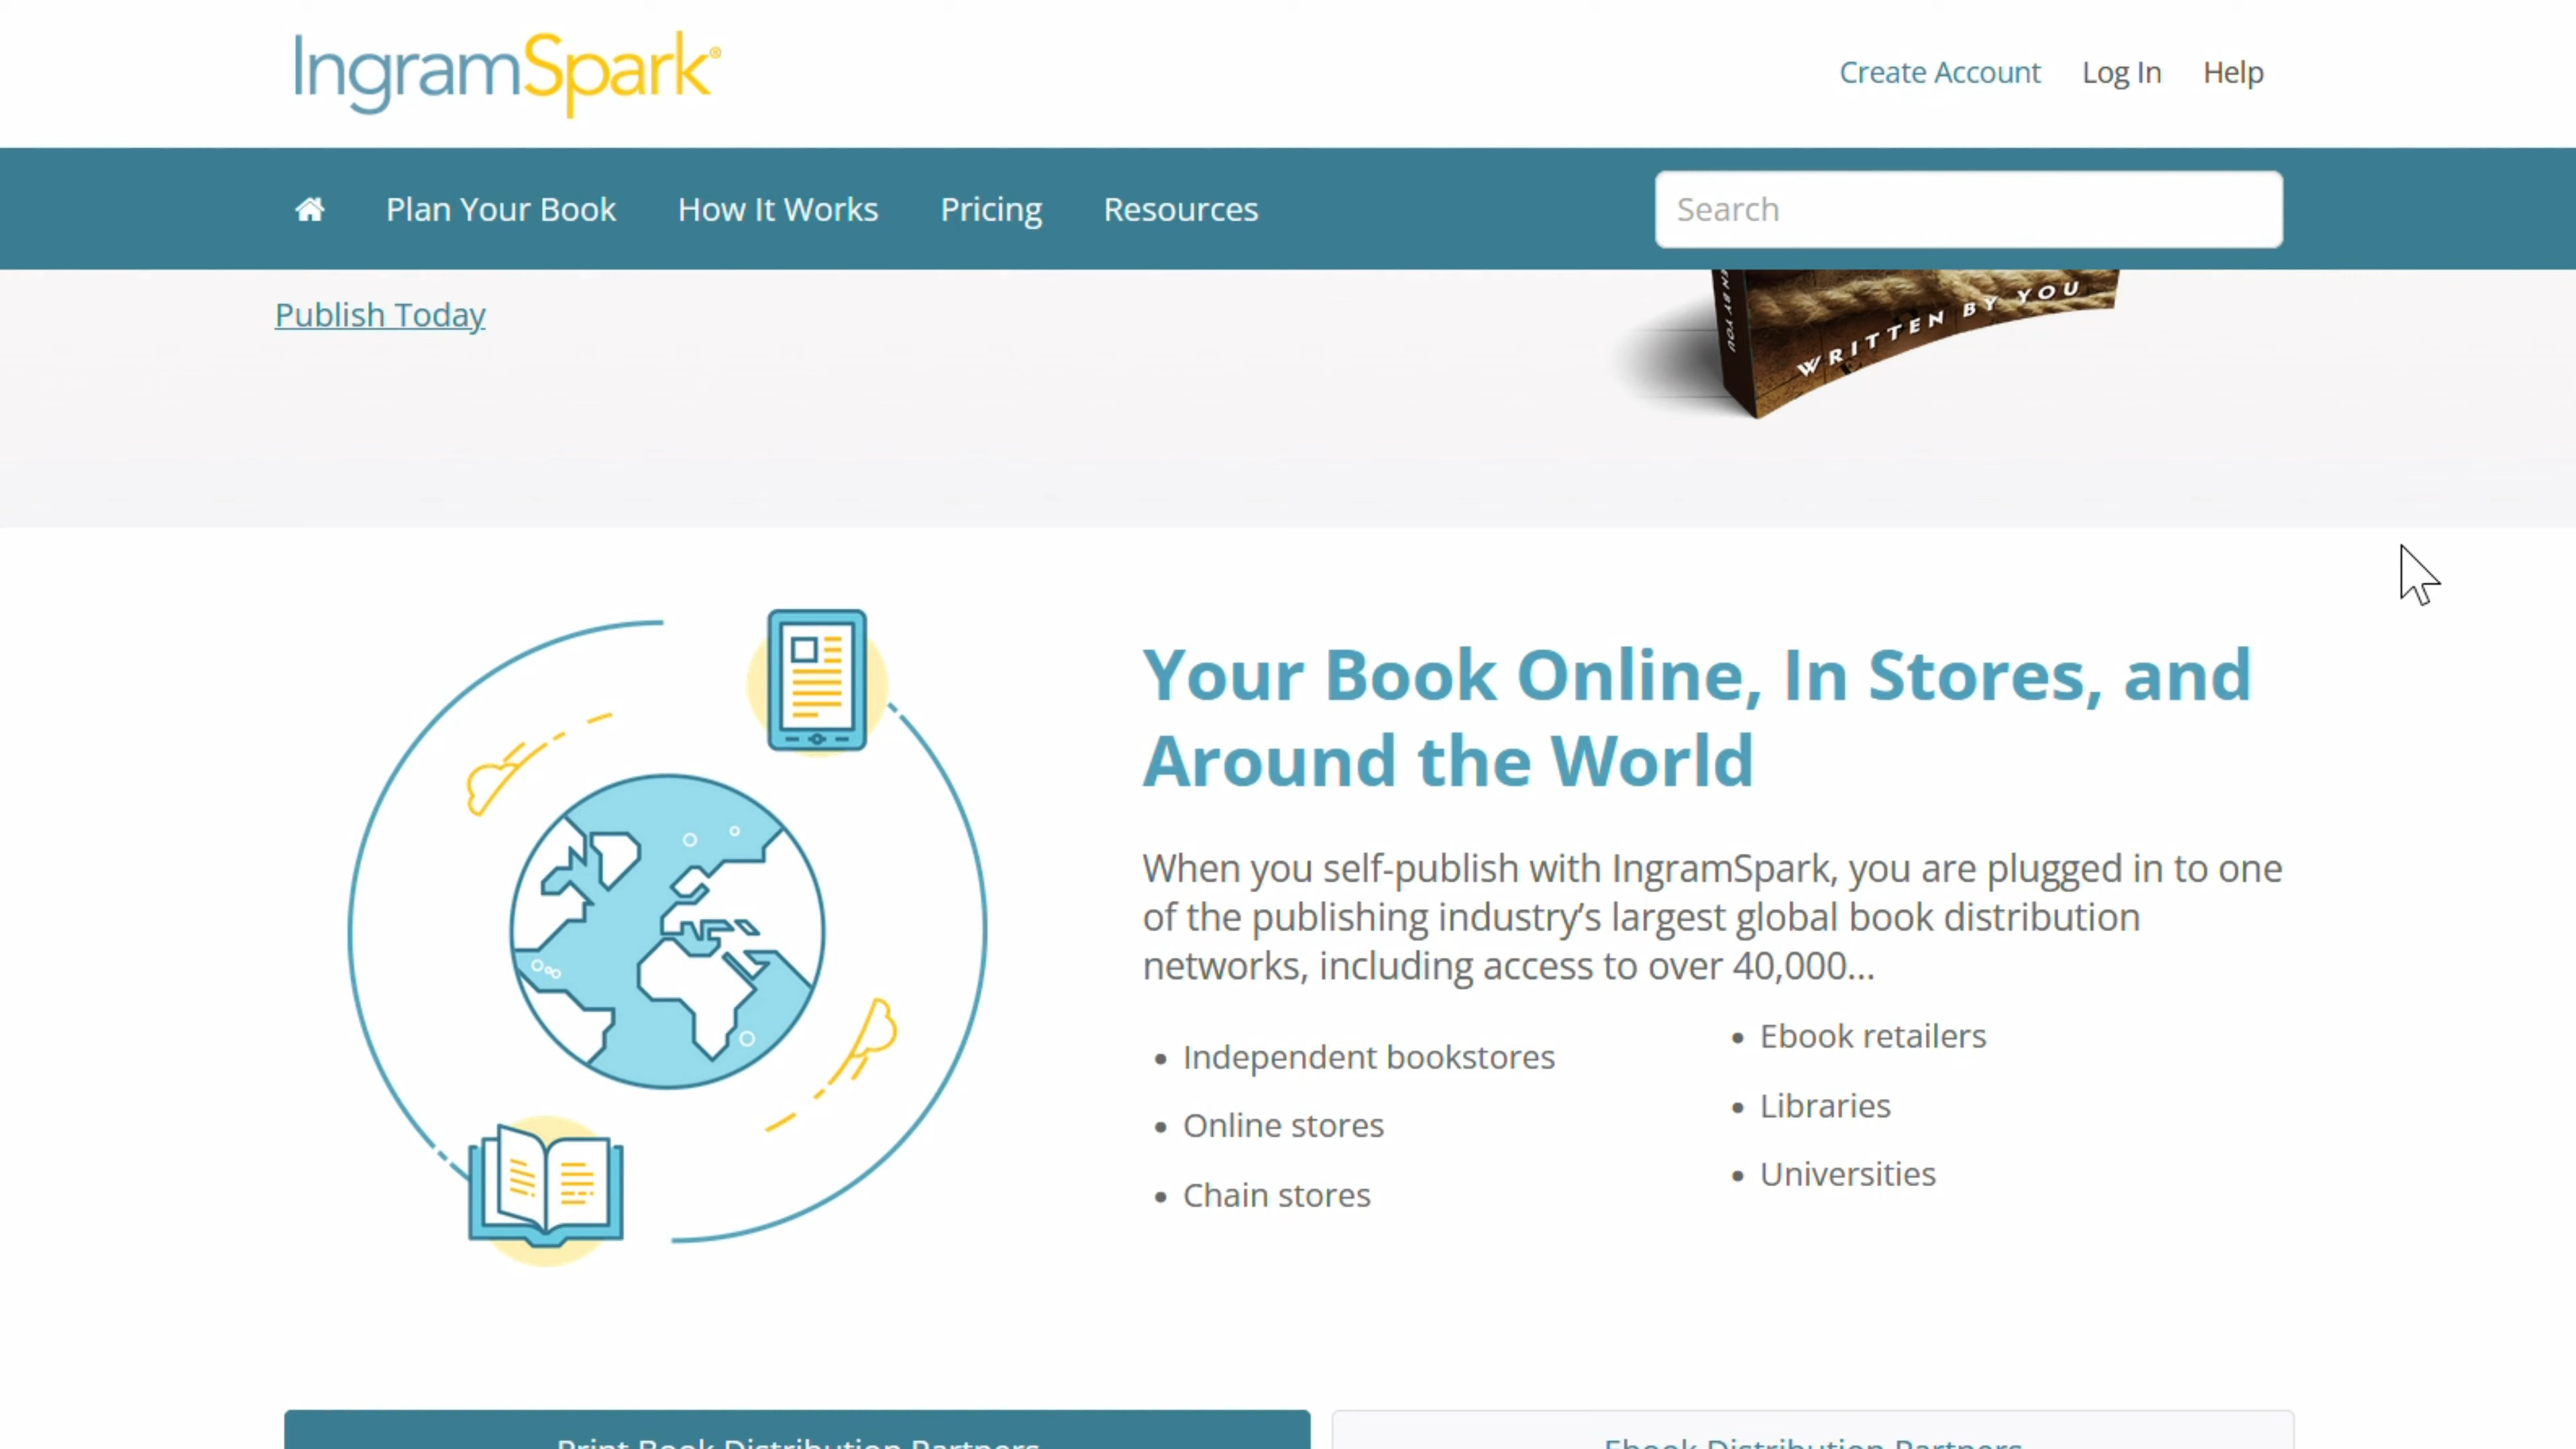 IngramSpark®
Create Account Log In Help
Plan Your Book How It Works Pricing Resources
Search
Publish Today
WRITTEN BY YOU
Your Book Online, In Stores, and
Around the World
When you self-publish with IngramSpark, you are plugged in to one
of the publishing industry’s largest global book distribution
networks, including access to over 40,000...
• Independent bookstores
• Online stores
• Chain stores
• Ebook retailers
• Libraries
• Universities
Print Book Distribution Partners
Ebook Distribution Partners